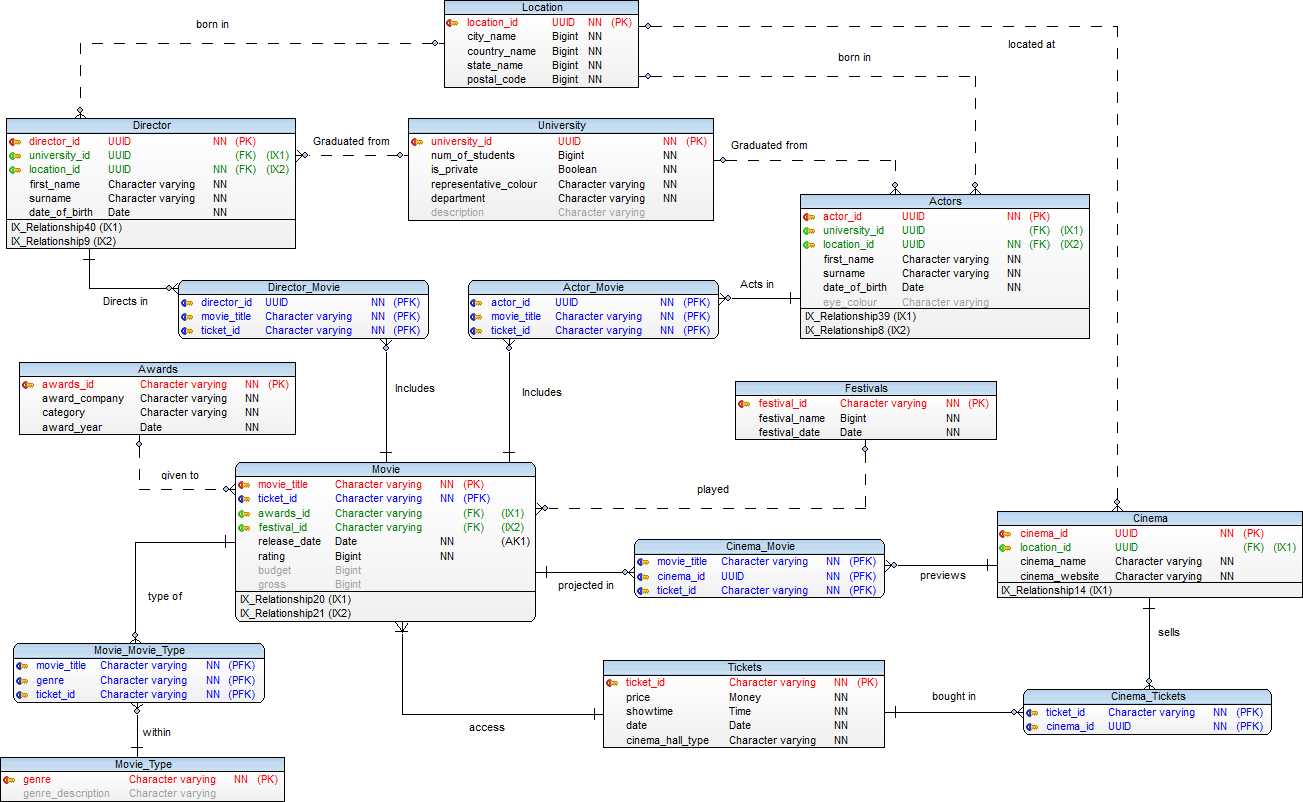 Location
location_id UUID NN (PK)
city_name Bigint NN
country_name Bigint NN
state_name Bigint NN
postal_code Bigint NN
born in
located at
born in
Director
director_id UUID NN (PK)
university_id UUID (FK) (IX1)
location_id UUID NN (FK) (IX2)
first_name Character varying NN
surname Character varying NN
date_of_birth Date NN
IX_Relationship40 (IX1)
IX_Relationship9 (IX2)
Graduated from
University
university_id UUID NN (PK)
num_of_students Bigint NN
is_private Boolean NN
representative_colour Character varying NN
department Character varying NN
description Character varying
Graduated from
Actors
actor_id UUID NN (PK)
university_id UUID (FK) (IX1)
location_id UUID NN (FK) (IX2)
first_name Character varying NN
surname Character varying NN
date_of_birth Date NN
eye_colour Character varying
IX_Relationship39 (IX1)
IX_Relationship8 (IX2)
Directs in
Director_Movie
director_id UUID NN (PFK)
movie_title Character varying NN (PFK)
ticket_id Character varying NN (PFK)
Actor_Movie
actor_id UUID NN (PFK)
movie_title Character varying NN (PFK)
ticket_id Character varying NN (PFK)
Acts in
Awards
awards_id Character varying NN (PK)
award_company Character varying NN
category Character varying NN
award_year Date NN
Includes
Includes
Festivals
festival_id Character varying NN (PK)
festival_name Bigint NN
festival_date Date NN
given to
played
Movie
movie_title Character varying NN (PK)
ticket_id Character varying NN (PFK)
awards_id Character varying (FK) (IX1)
festival_id Character varying (FK) (IX2)
release_date Date NN (AK1)
rating Bigint NN
budget Bigint
gross Bigint
IX_Relationship20 (IX1)
IX_Relationship21 (IX2)
Cinema
cinema_id UUID NN (PK)
location_id UUID (FK) (IX1)
cinema_name Character varying NN
cinema_website Character varying NN
IX_Relationship14 (IX1)
Cinema_Movie
movie_title Character varying NN (PFK)
cinema_id UUID NN (PFK)
ticket_id Character varying NN (PFK)
projected in
previews
type of
sells
Movie_Movie_Type
movie_title Character varying NN (PFK)
genre Character varying NN (PFK)
ticket_id Character varying NN (PFK)
Tickets
ticket_id Character varying NN (PK)
price Money NN
showtime Time NN
date Date NN
cinema_hall_type Character varying NN
access
bought in
Cinema_Tickets
ticket_id Character varying NN (PFK)
cinema_id UUID NN (PFK)
within
Movie_Type
genre Character varying NN (PK)
genre_description Character varying